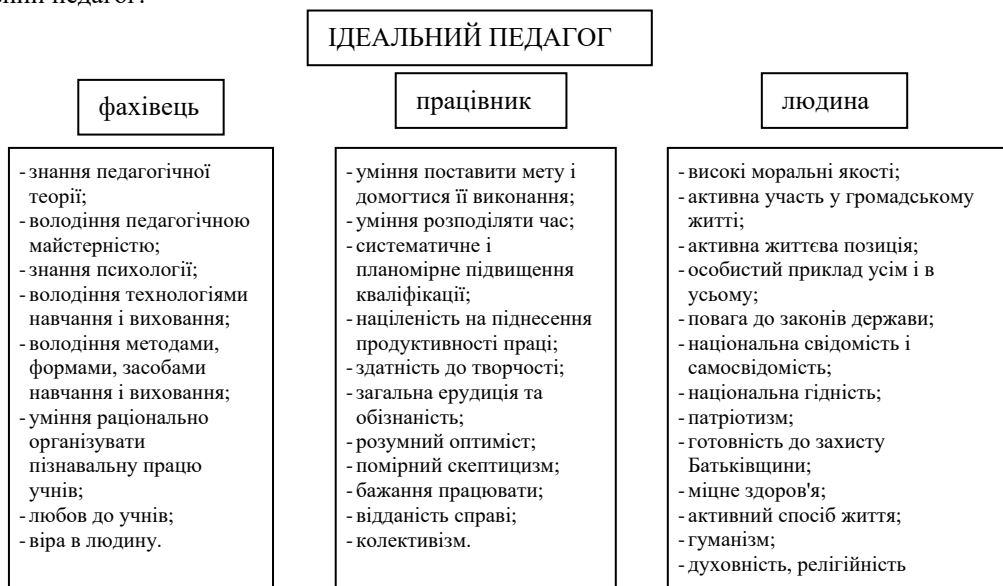 педагог.
ІДЕАЛЬНИЙ ПЕДАГОГ
фахівець
працівник
людина
- знання педагогічної
теорії;
- володіння педагогічною
майстерністю;
- знання психології;
- володіння технологіями
навчання і виховання;
- володіння методами,
формами, засобами
навчання і виховання;
- уміння раціонально
організувати
пізнавальну працю
учнів;
- любов до учнів;
- віра в людину.
- уміння поставити мету і
домогтися її виконання;
- уміння розподіляти час;
- систематичне і
планомірне підвищення
кваліфікації;
- націленість на піднесення
продуктивності праці;
- здатність до творчості;
- загальна ерудиція та
обізнаність;
- розумний оптиміст;
- помірний скептицизм;
- бажання працювати;
- відданість справі;
- колективізм.
- високі моральні якості;
- активна участь у громадському
житті;
- активна життєва позиція;
- особистий приклад усім і в
усьому;
- повага до законів держави;
- національна свідомість і
самосвідомість;
- національна гідність;
- патріотизм;
- готовність до захисту
Батьківщини;
- міцне здоров'я;
- активний спосіб життя;
- гуманізм;
- духовність, релігійність